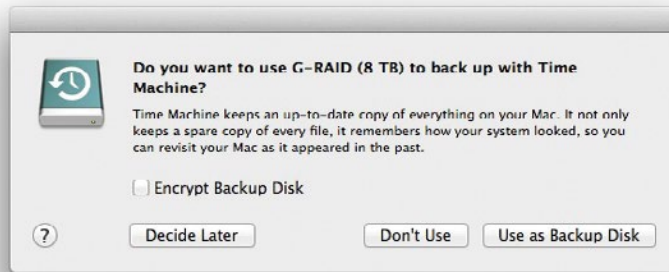 Do you want to use G-RAID (8 TB) to back up with Time
Machine?
Time Machine keeps an up-to-date copy of everything on your Mac. It not only
keeps a spare copy of every file, it remembers how your system looked, so you
can revisit your Mac as it appeared in the past.
Encrypt Backup Disk
? Decide Later Don't Use Use as Backup Disk